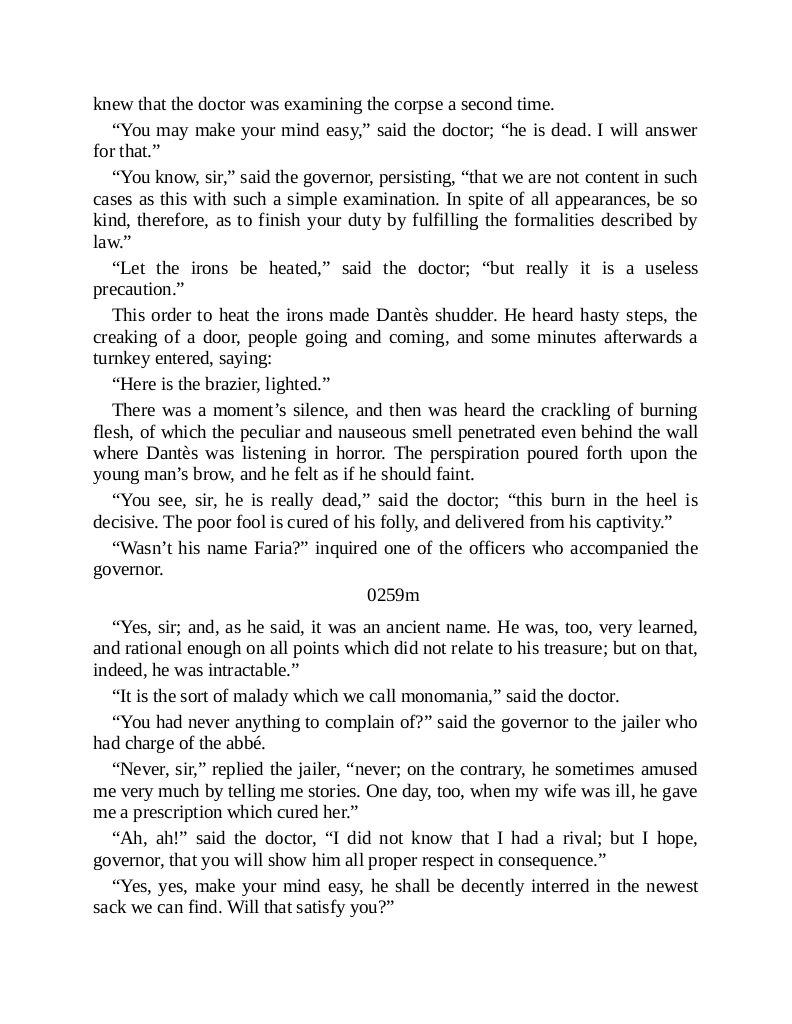 knew that the doctor was examining the corpse a second time.
“You may make your mind easy,” said the doctor; “he is dead. I will answer
for that.”
“You know, sir,” said the governor, persisting, “that we are not content in such
cases as this with such a simple examination. In spite of all appearances, be so
kind, therefore, as to finish your duty by fulfilling the formalities described by
law.”
“Let the irons be heated,” said the doctor; “but really it is a useless
precaution.”
This order to heat the irons made Dantès shudder. He heard hasty steps, the
creaking of a door, people going and coming, and some minutes afterwards a
turnkey entered, saying:
“Here is the brazier, lighted.”
There was a moment’s silence, and then was heard the crackling of burning
flesh, of which the peculiar and nauseous smell penetrated even behind the wall
where Dantès was listening in horror. The perspiration poured forth upon the
young man’s brow, and he felt as if he should faint.
“You see, sir, he is really dead,” said the doctor; “this burn in the heel is
decisive. The poor fool is cured of his folly, and delivered from his captivity.”
“Wasn’t his name Faria?” inquired one of the officers who accompanied the
governor.
0259m
“Yes, sir; and, as he said, it was an ancient name. He was, too, very learned,
and rational enough on all points which did not relate to his treasure; but on that,
indeed, he was intractable.”
“It is the sort of malady which we call monomania,” said the doctor.
“You had never anything to complain of?” said the governor to the jailer who
had charge of the abbé.
“Never, sir,” replied the jailer, “never; on the contrary, he sometimes amused
me very much by telling me stories. One day, too, when my wife was ill, he gave
me a prescription which cured her.”
“Ah, ah!” said the doctor, “I did not know that I had a rival; but I hope,
governor, that you will show him all proper respect in consequence.”
“Yes, yes, make your mind easy, he shall be decently interred in the newest
sack we can find. Will that satisfy you?”